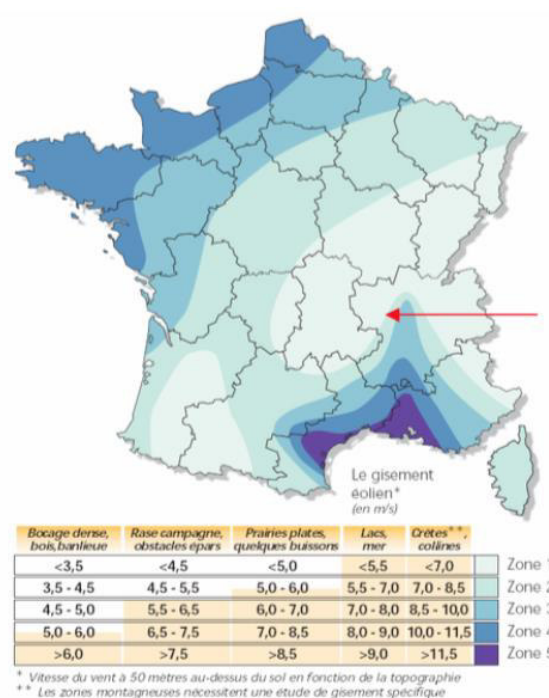 Le gisement
éolien*
(en m/s)
Bocage dense, bois, banlieue Rase campagne, obstacles épars Prairies plates, quelques buissons Lacs, mer Crêtes**, collines
<3,5 <4,5 <5,0 <5,5 <7,0 Zone
3,5 - 4,5 4,5 - 5,5 5,0 - 6,0 5,5 - 7,0 7,0 - 8,5 Zone 2
4,5 - 5,0 5,5 - 6,5 6,0 - 7,0 7,0 - 8,0 8,5 - 10,0 Zone 3
5,0 - 6,0 6,5 - 7,5 7,0 - 8,5 8,0 - 9,0 10,0 - 11,5 Zone 4
>6,0 >7,5 >8,5 >9,0 >11,5 Zone 5
* Vitesse du vent à 50 mètres au-dessus du sol en fonction de la topographie
** Les zones montagneuses nécessitent une étude de gisement spécifique